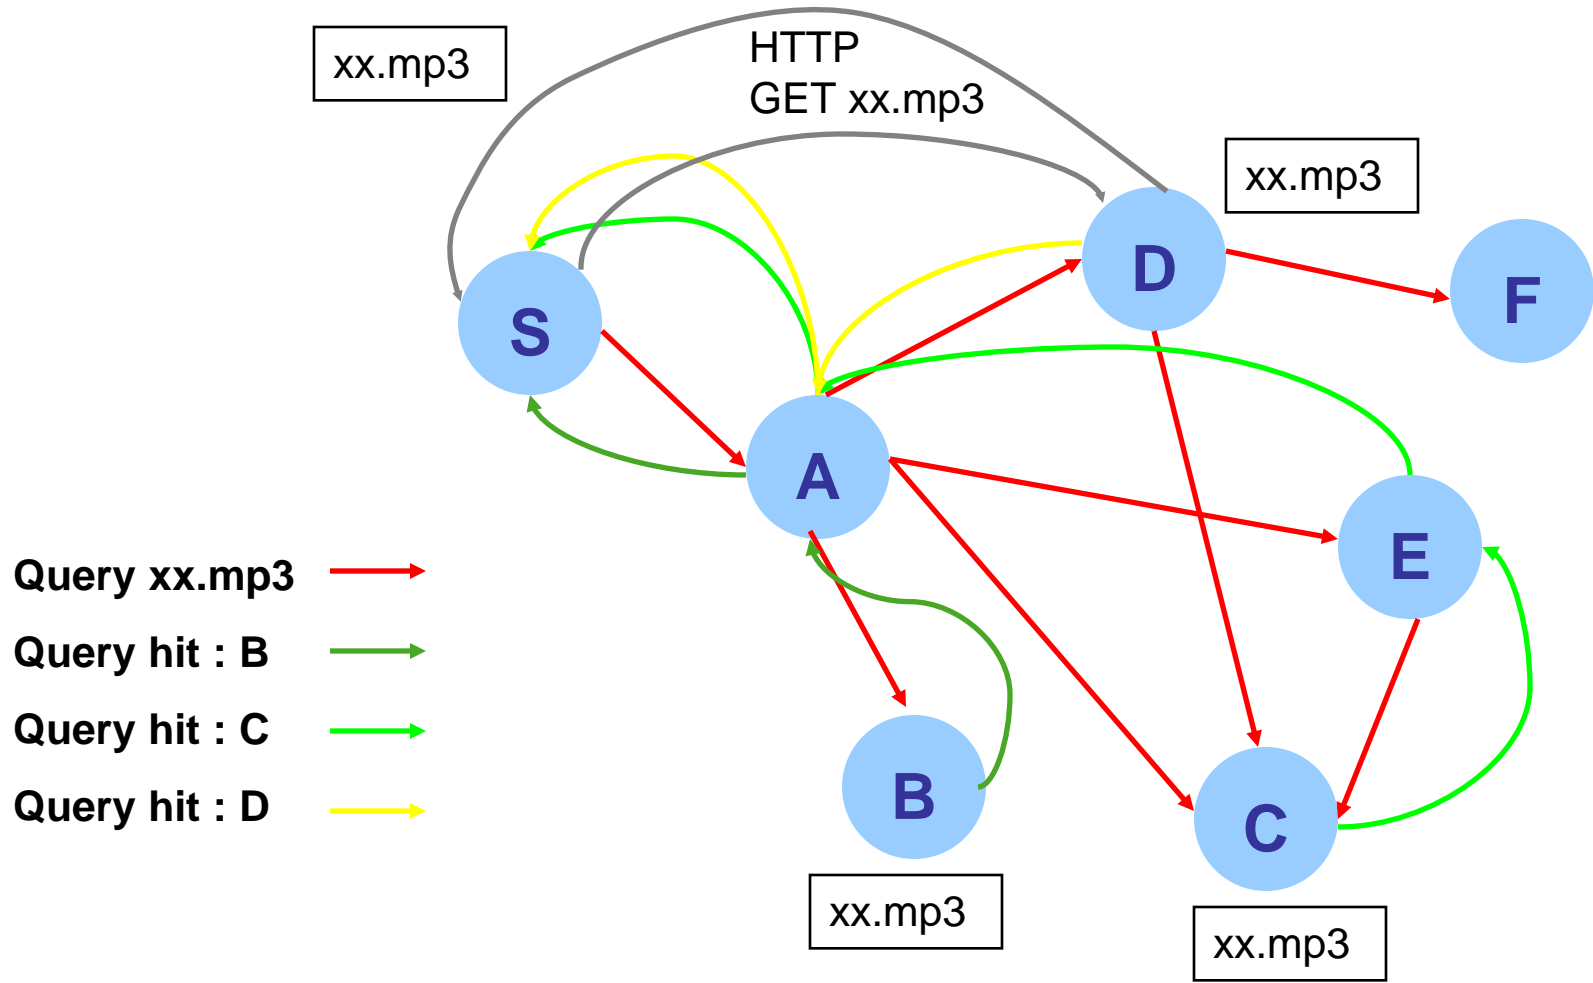 xx.mp3
HTTP
GET xx.mp3
xx.mp3
D
F
S
A
E
Query xx.mp3
Query hit : B
Query hit : C
Query hit : D
B
C
xx.mp3
xx.mp3